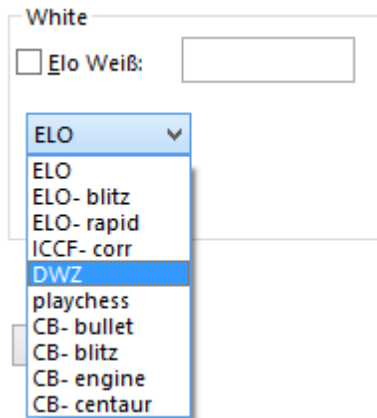 White
Elo Weiß:
ELO
ELO
ELO- blitz
ELO- rapid
ICCF- corr
DWZ
playchess
CB- bullet
CB- blitz
CB- engine
CB- centaur